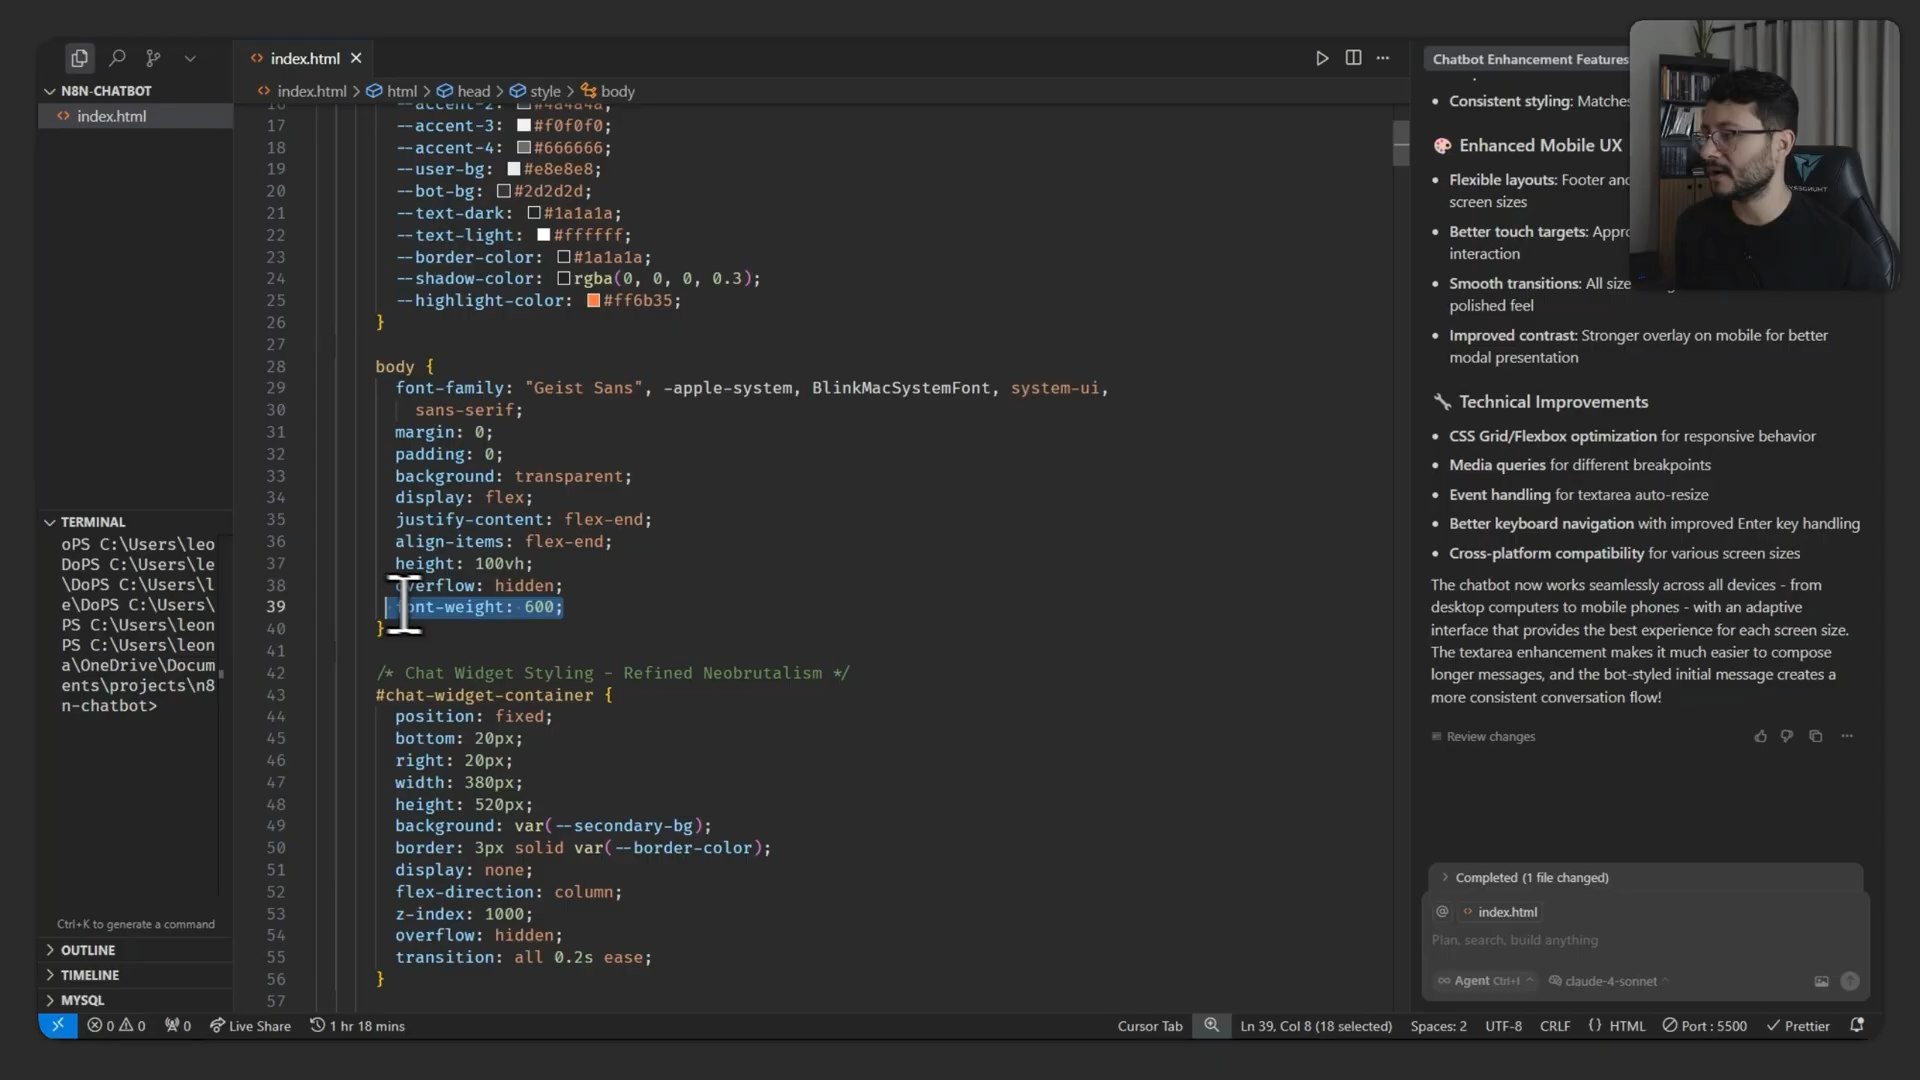 N8N-CHATBOT
index.html
TERMINAL
oPS C:\Users\leo
DoPS C:\Users\le
\DoPS C:\Users\l
e\DoPS C:\Users\
PS C:\Users\leon
PS C:\Users\leon
a\OneDrive\Docum
ents\projects\n8
n-chatbot>
Ctrl+K to generate a command
OUTLINE
TIMELINE
MYSQL
index.html
index.html > html > head > style > body
16 --accent-2: #4a4a4a;
17 --accent-3: #f0f0f0;
18 --accent-4: #666666;
19 --user-bg: #e8e8e8;
20 --bot-bg: #2d2d2d;
21 --text-dark: #1a1a1a;
22 --text-light: #ffffff;
23 --border-color: #1a1a1a;
24 --shadow-color: rgba(0, 0, 0, 0.3);
25 --highlight-color: #ff6b35;
26 }
27
28 body {
29 font-family: "Geist Sans", -apple-system, BlinkMacSystemFont, system-ui,
30 sans-serif;
31 margin: 0;
32 padding: 0;
33 background: transparent;
34 display: flex;
35 justify-content: flex-end;
36 align-items: flex-end;
37 height: 100vh;
38 overflow: hidden;
39 font-weight: 600;
40 }
41
42 /* Chat Widget Styling - Refined Neobrutalism */
43 #chat-widget-container {
44 position: fixed;
45 bottom: 20px;
46 right: 20px;
47 width: 380px;
48 height: 520px;
49 background: var(--secondary-bg);
50 border: 3px solid var(--border-color);
51 display: none;
52 flex-direction: column;
53 z-index: 1000;
54 overflow: hidden;
55 transition: all 0.2s ease;
56 }
57
Chatbot Enhancement Features
• Consistent styling: Matches
Enhanced Mobile UX
• Flexible layouts: Footer and
screen sizes
• Better touch targets: Appro
interaction
• Smooth transitions: All size
polished feel
• Improved contrast: Stronger overlay on mobile for better
modal presentation
Technical Improvements
• CSS Grid/Flexbox optimization for responsive behavior
• Media queries for different breakpoints
• Event handling for textarea auto-resize
• Better keyboard navigation with improved Enter key handling
• Cross-platform compatibility for various screen sizes
The chatbot now works seamlessly across all devices - from
desktop computers to mobile phones - with an adaptive
interface that provides the best experience for each screen size.
The textarea enhancement makes it much easier to compose
longer messages, and the bot-styled initial message creates a
more consistent conversation flow!
Review changes
Completed (1 file changed)
@ index.html
Plan, search, build anything
Agent Ctrl+I claude-4-sonnet
0 0 0 Live Share 1 hr 18 mins Cursor Tab Ln 39, Col 8 (18 selected) Spaces: 2 UTF-8 CRLF {} HTML Port : 5500 Prettier